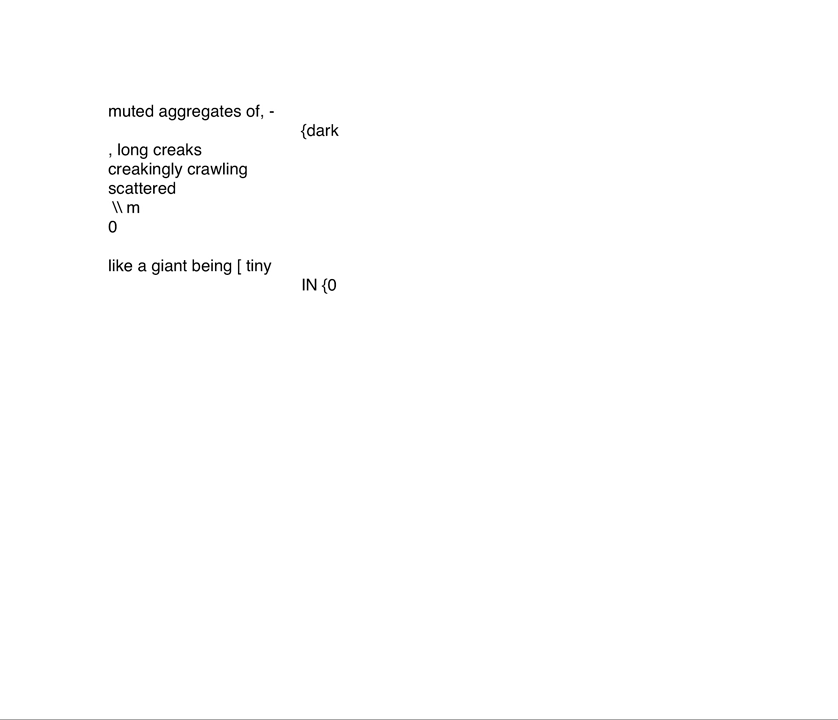 muted aggregates of, -
{dark
, long creaks
creakingly crawling
scattered
\\ m
0
like a giant being [ tiny
IN {0